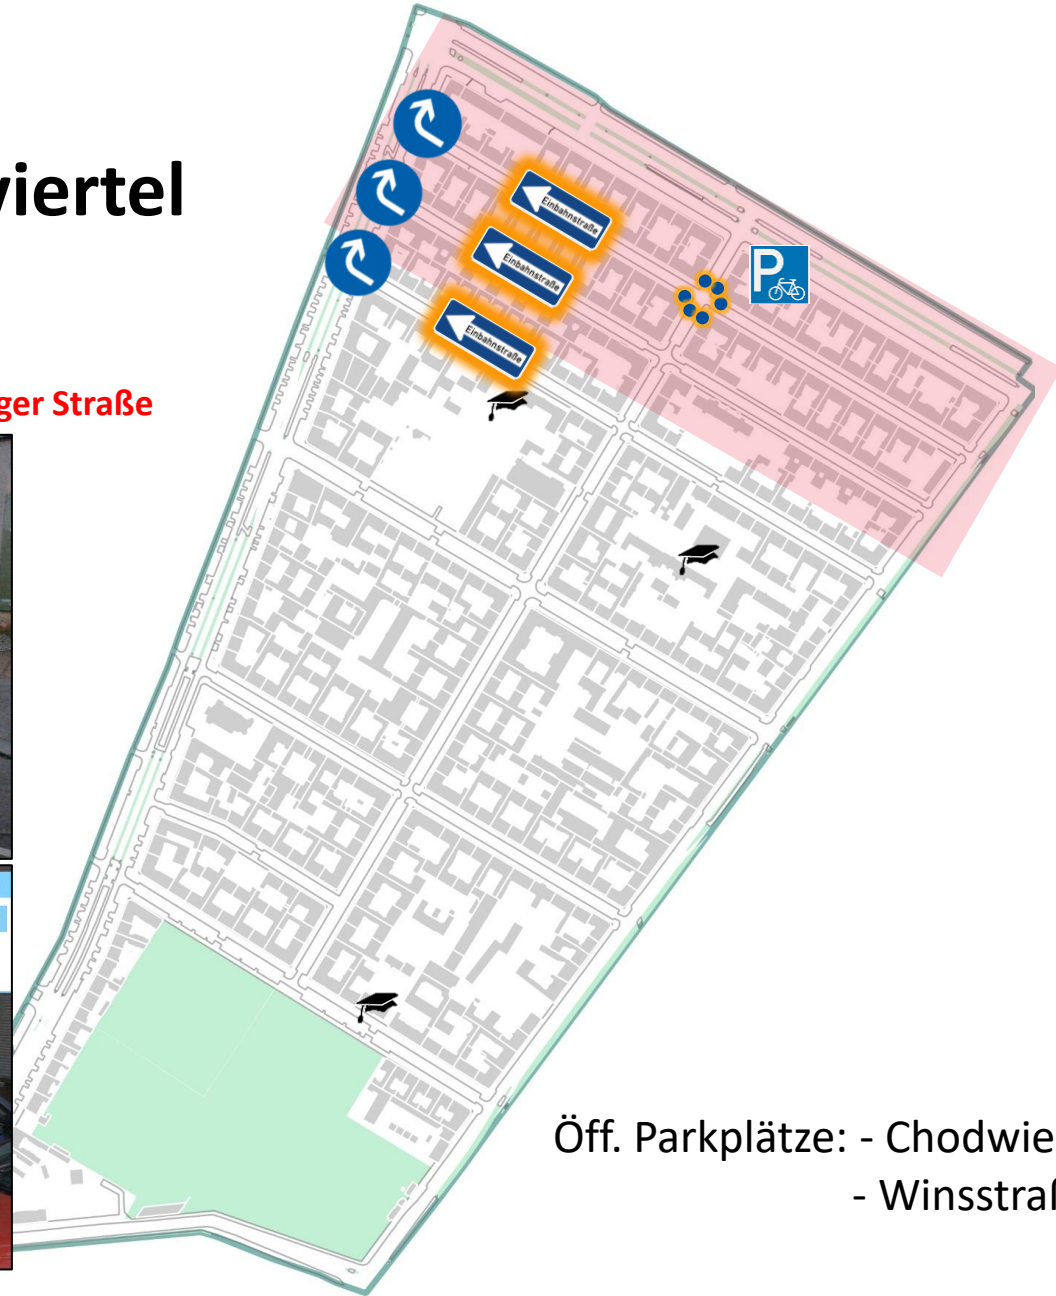 viertel
Einbahnstraße
Einbahnstraße
Einbahnstraße
P
ger Straße
Öff. Parkplätze: - Chodwie
- Winsstraß